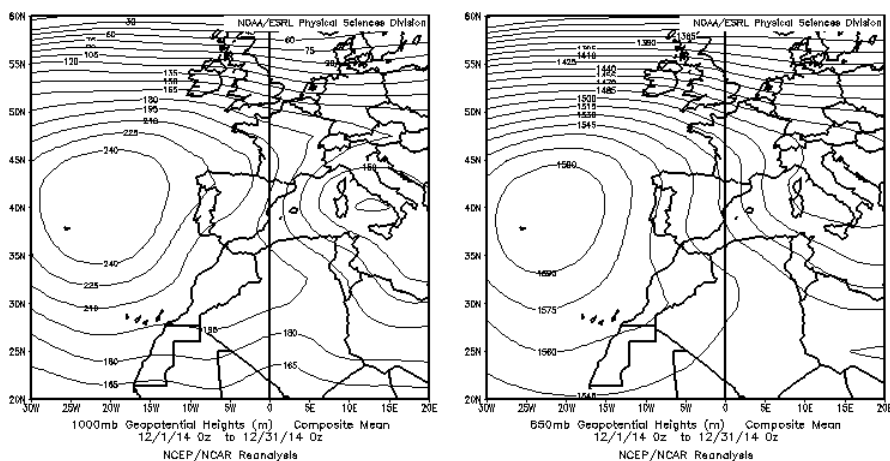 NOAA/ESRL Physical Sciences Division
60N
55N
50N
45N
40N
35N
30N
25N
20N
30
60
105
120
135
150
165
180
195
210
225
240
60
75
90
150
240
225
210
195
180
180
165
165
30W
25W
20W
15W
10W
5W
0
5E
10E
15E
20E
1000mb Geopotential Heights (m) Composite Mean
12/1/14 0z to 12/31/14 0z
NCEP/NCAR Reanalysis
NOAA/ESRL Physical Sciences Division
60N
55N
50N
45N
40N
35N
30N
25N
20N
1365
1380
1395
1410
1425
1440
1455
1470
1485
1500
1515
1530
1545
1590
1590
1575
1560
1545
30W
25W
20W
15W
10W
5W
0
5E
10E
15E
20E
850mb Geopotential Heights (m) Composite Mean
12/1/14 0z to 12/31/14 0z
NCEP/NCAR Reanalysis